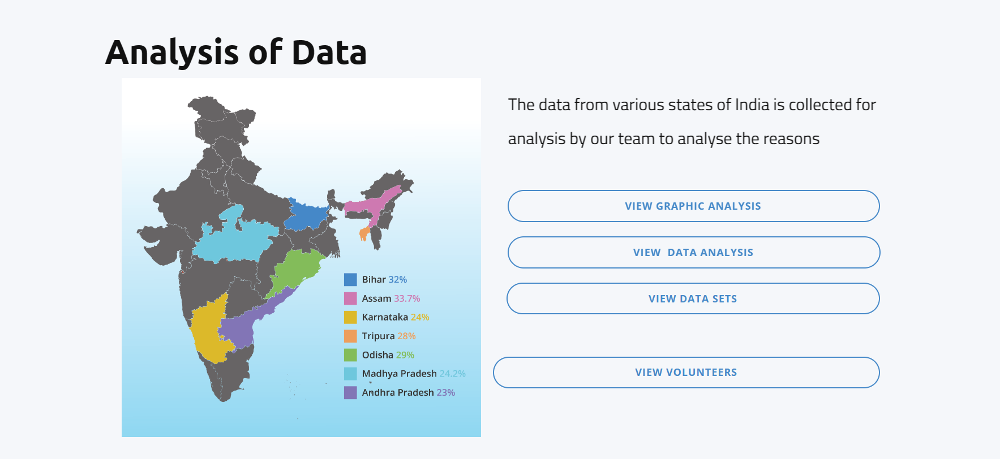 Analysis of Data
The data from various states of India is collected for
analysis by our team to analyse the reasons
VIEW GRAPHIC ANALYSIS
VIEW  DATA ANALYSIS
VIEW DATA SETS
VIEW VOLUNTEERS
Bihar 32%
Assam 33.7%
Karnataka 24%
Tripura 28%
Odisha 29%
Madhya Pradesh 24.2%
Andhra Pradesh 23%